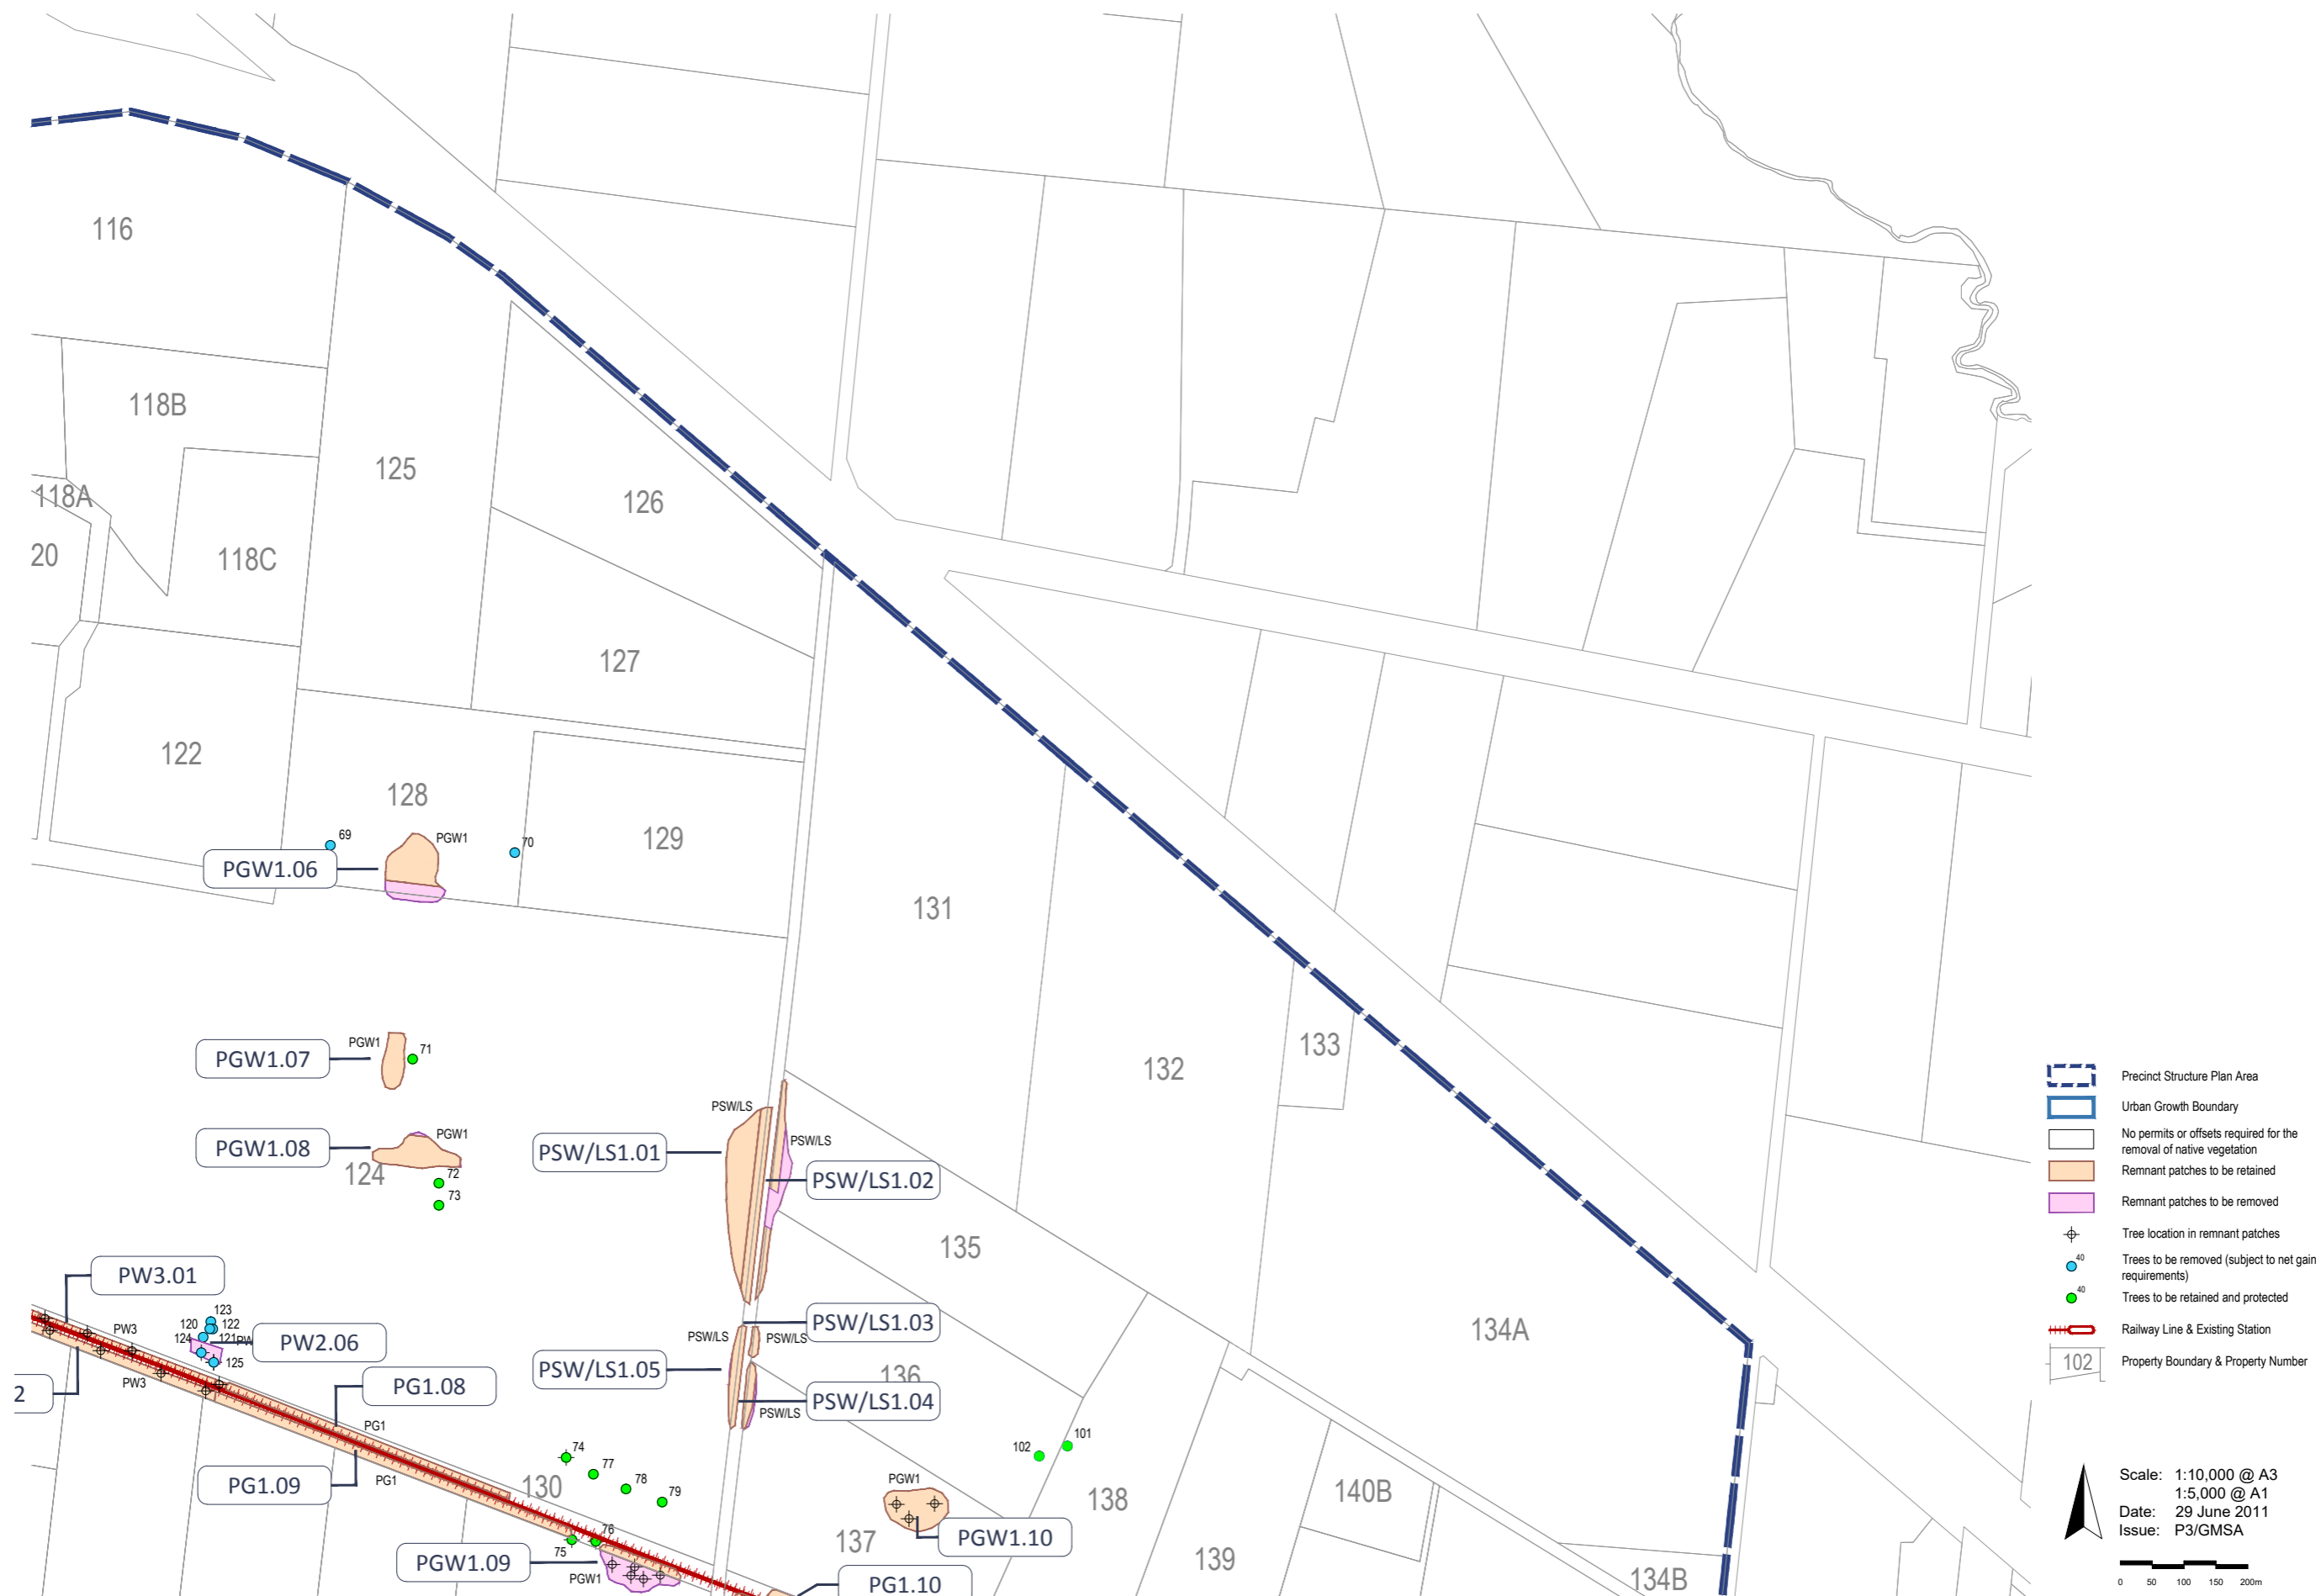 116
118B
125
118A
126
20
118C
127
122
128
69
PGW1
70
129
PGW1.06
131
PGW1
71
PGW1.07
133
132
PGW1
PSW/LS
PSW/LS
PGW1.08
124
72
73
PSW/LS1.01
PSW/LS1.02
135
PW3.01
123
120
122
PW3
124
121
PW
PW2.06
125
PW3
2
PG1.08
PSW/LS1.03
PSW/LS
PSW/LS
PSW/LS1.05
136
PSW/LS1.04
PSW/LS
134A
PG1
PG1.09
PG1
74
77
78
79
130
102
101
PGW1
138
140B
137
PGW1.10
76
75
PGW1.09
PGW1
139
134B
PG1.10
Precinct Structure Plan Area
Urban Growth Boundary
No permits or offsets required for the
removal of native vegetation
Remnant patches to be retained
Remnant patches to be removed
Tree location in remnant patches
40
Trees to be removed (subject to net gain
requirements)
40
Trees to be retained and protected
Railway Line & Existing Station
102
Property Boundary & Property Number
Scale: 1:10,000 @ A3
1:5,000 @ A1
Date: 29 June 2011
Issue: P3/GMSA
0 50 100 150 200m